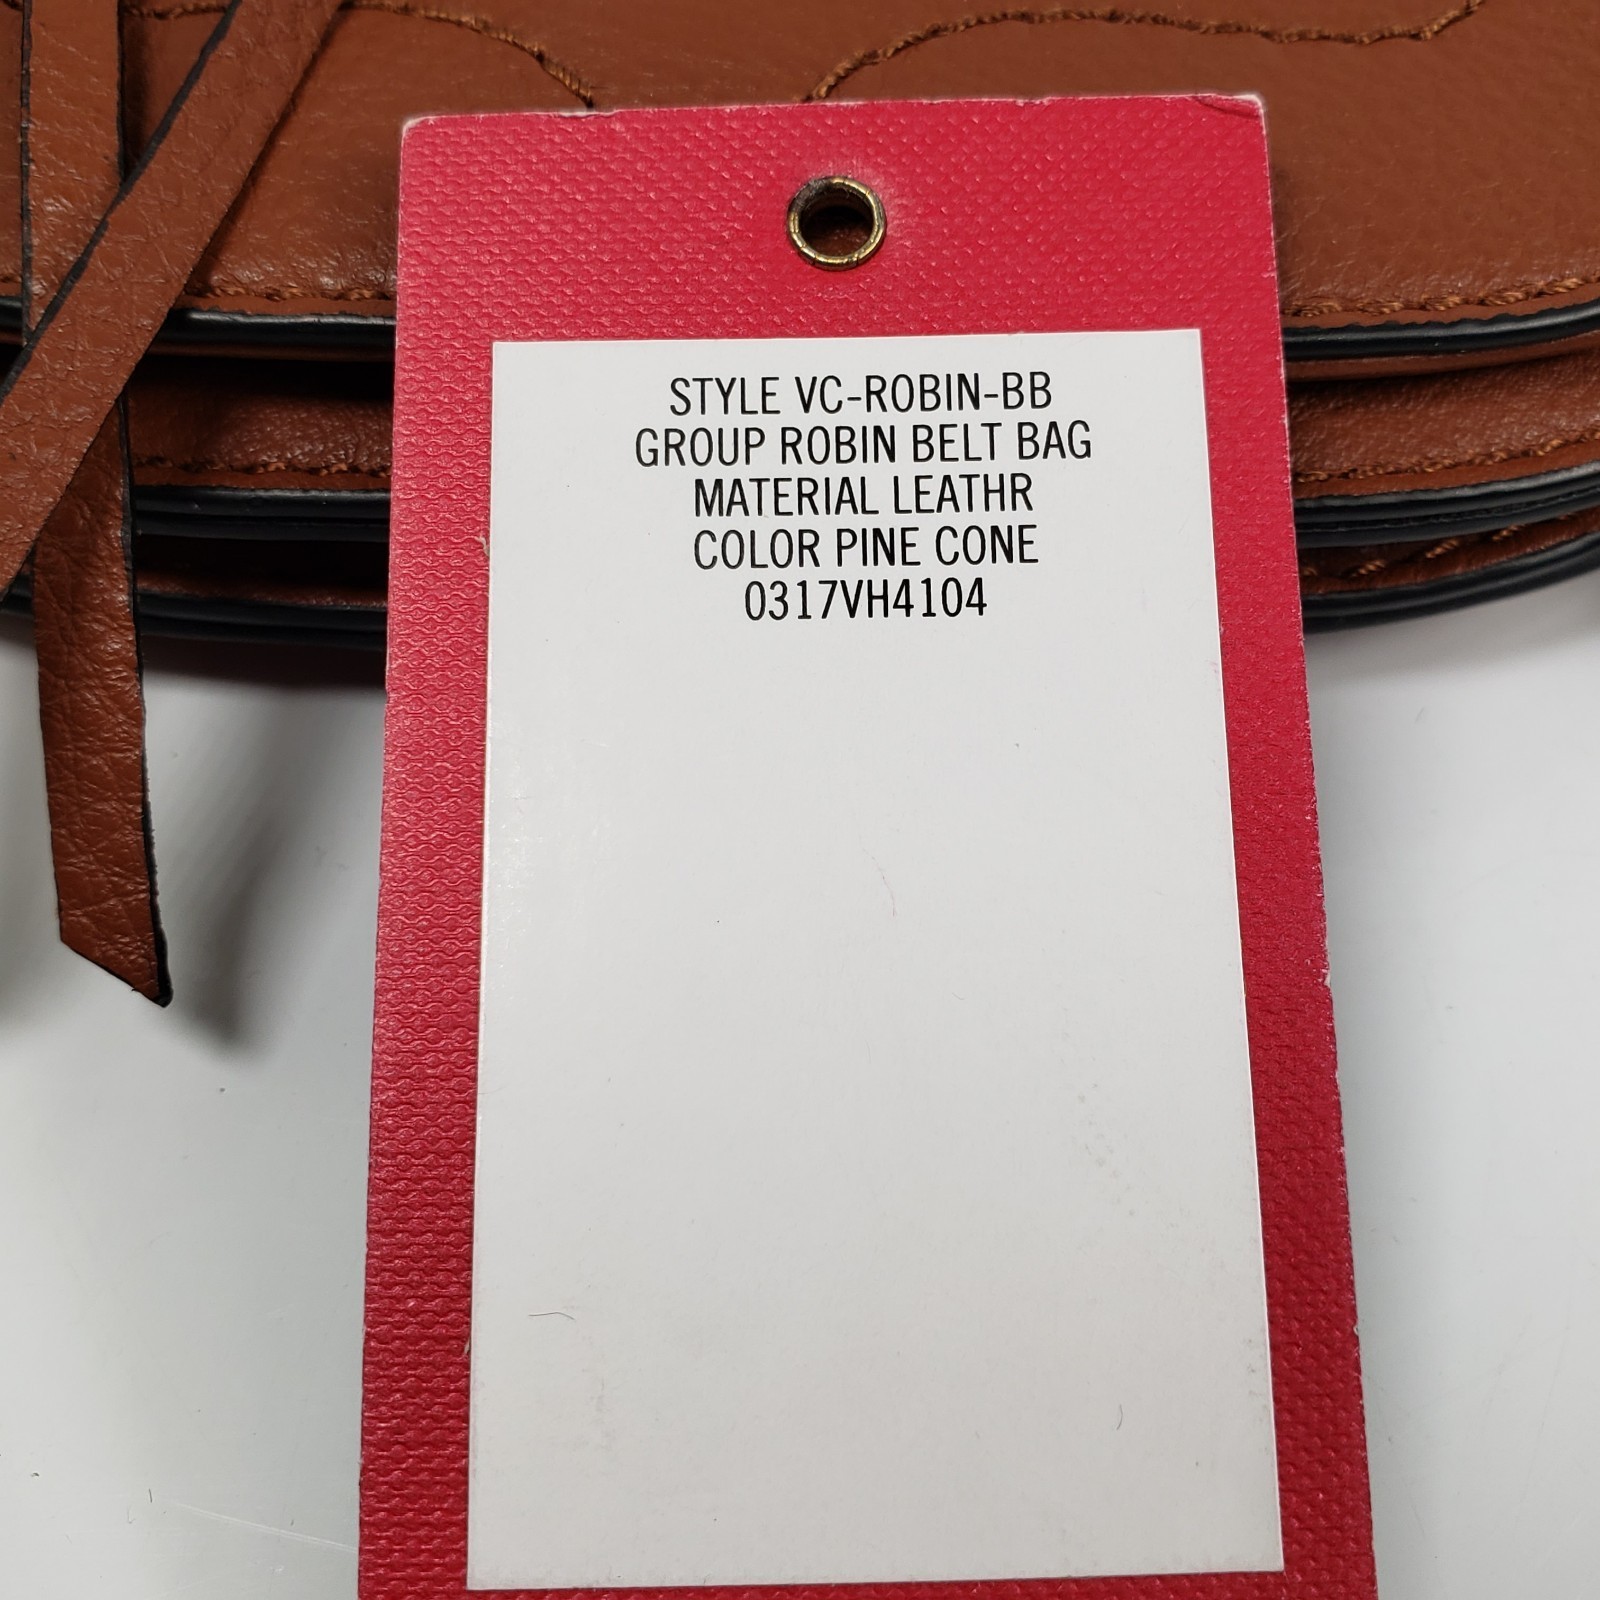 STYLE VC-ROBIN-BB
GROUP ROBIN BELT BAG
MATERIAL LEATHR
COLOR PINE CONE
0317VH4104